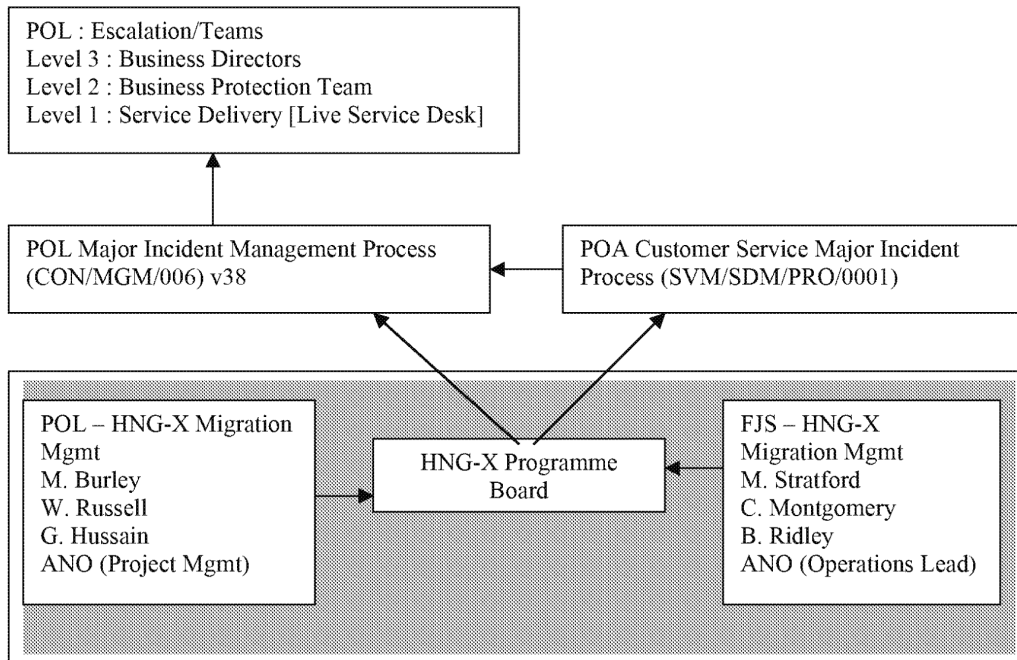 POL : Escalation/Teams
Level 3 : Business Directors
Level 2 : Business Protection Team
Level 1 : Service Delivery [Live Service Desk]
POL Major Incident Management Process
(CON/MGM/006) v38
POA Customer Service Major Incident
Process (SVM/SDM/PRO/0001)
POL – HNG-X Migration
Mgmt
M. Burley
W. Russell
G. Hussain
ANO (Project Mgmt)
HNG-X Programme
Board
FJS – HNG-X
Migration Mgmt
M. Stratford
C. Montgomery
B. Ridley
ANO (Operations Lead)